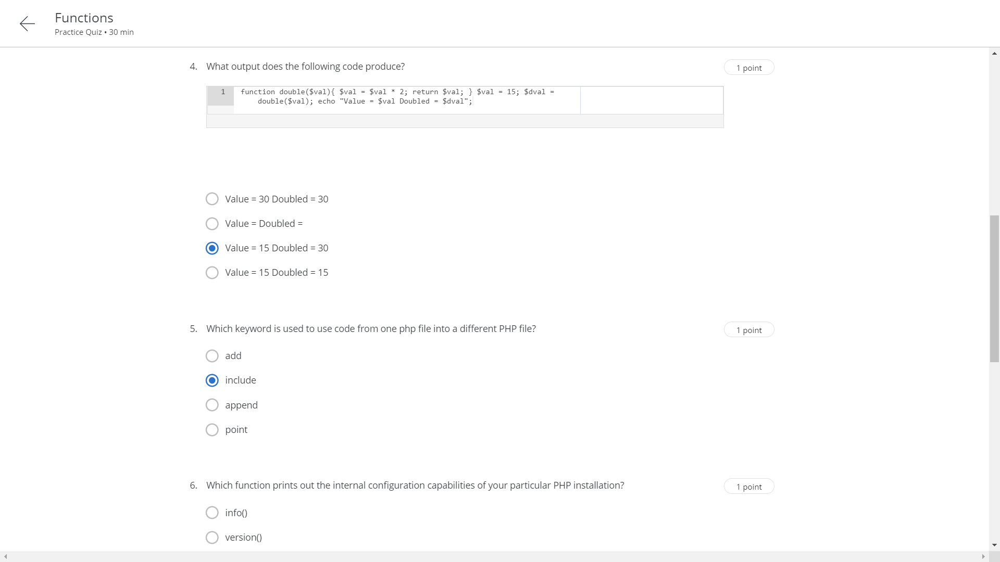 Functions
Practice Quiz • 30 min
4. What output does the following code produce?
1 point
1 function double($val){ $val = $val * 2; return $val; } $val = 15; $dval =
double($val); echo "Value = $val Doubled = $dval";
Value = 30 Doubled = 30
Value = Doubled =
Value = 15 Doubled = 30
Value = 15 Doubled = 15
5. Which keyword is used to use code from one php file into a different PHP file?
1 point
add
include
append
point
6. Which function prints out the internal configuration capabilities of your particular PHP installation?
1 point
info()
version()